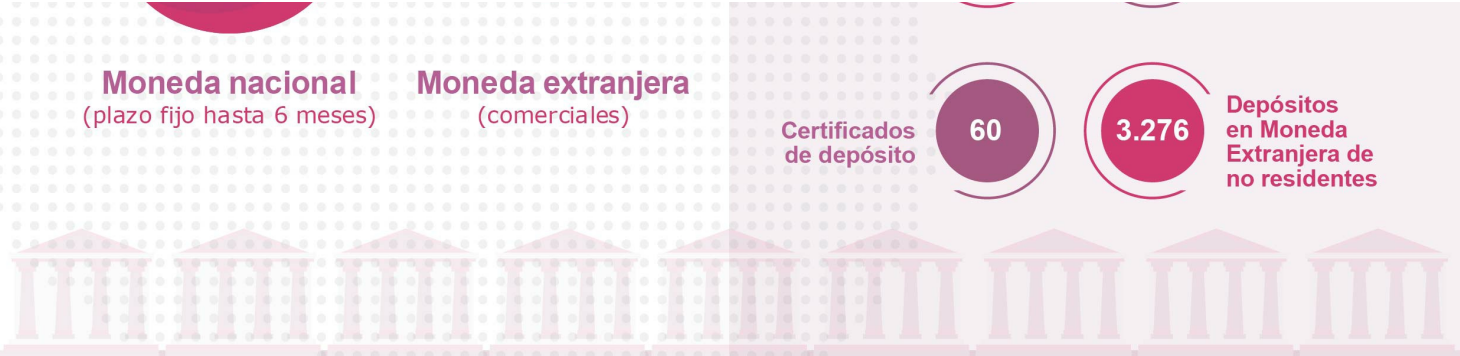 Moneda nacional
(plazo fijo hasta 6 meses)
Moneda extranjera
(comerciales)
Certificados
de depósito
60
3.276
Depósitos
en Moneda
Extranjera de
no residentes